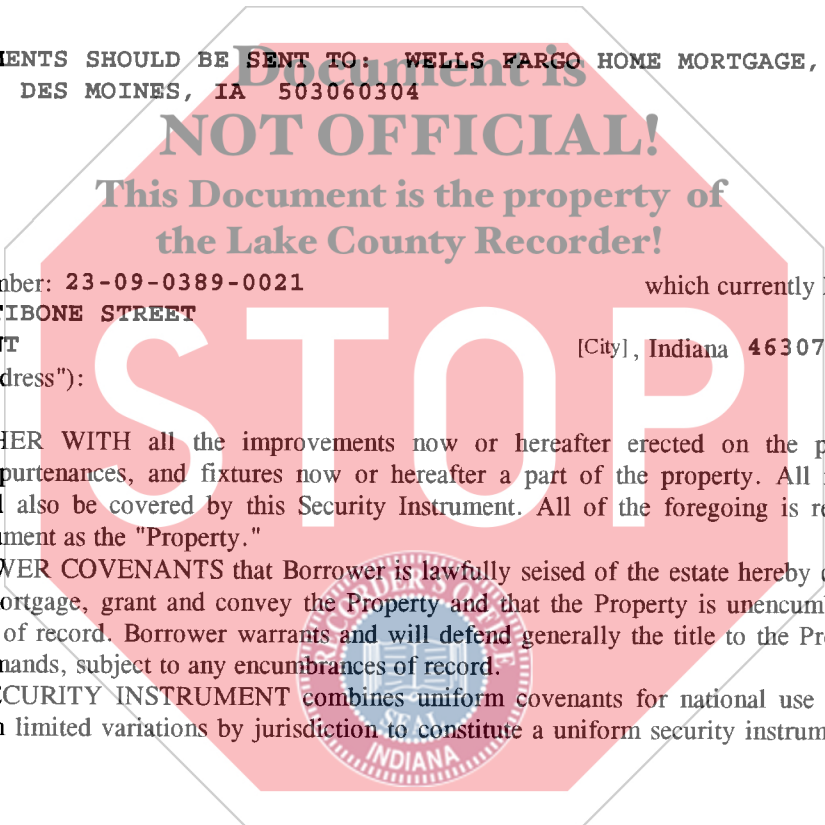 MENTS SHOULD BE SENT TO: WELLS FARGO HOME MORTGAGE,
DES MOINES, IA 503060304
Document is
NOT OFFICIAL!
This Document is the property of
the Lake County Recorder!
mber: 23-09-0389-0021 which currently
TIBONE STREET
NT [City], Indiana 46307
dress"):
STOP
HER WITH all the improvements now or hereafter erected on the p
purtenances, and fixtures now or hereafter a part of the property. All
l also be covered by this Security Instrument. All of the foregoing is re
ument as the "Property."
WER COVENANTS that Borrower is lawfully seised of the estate hereby
ortgage, grant and convey the Property and that the Property is unencum
of record. Borrower warrants and will defend generally the title to the Pr
mands, subject to any encumbrances of record.
ECURITY INSTRUMENT combines uniform covenants for national use
h limited variations by jurisdiction to constitute a uniform security instrum
RECORDER'S OFFICE
SEAL
INDIANA